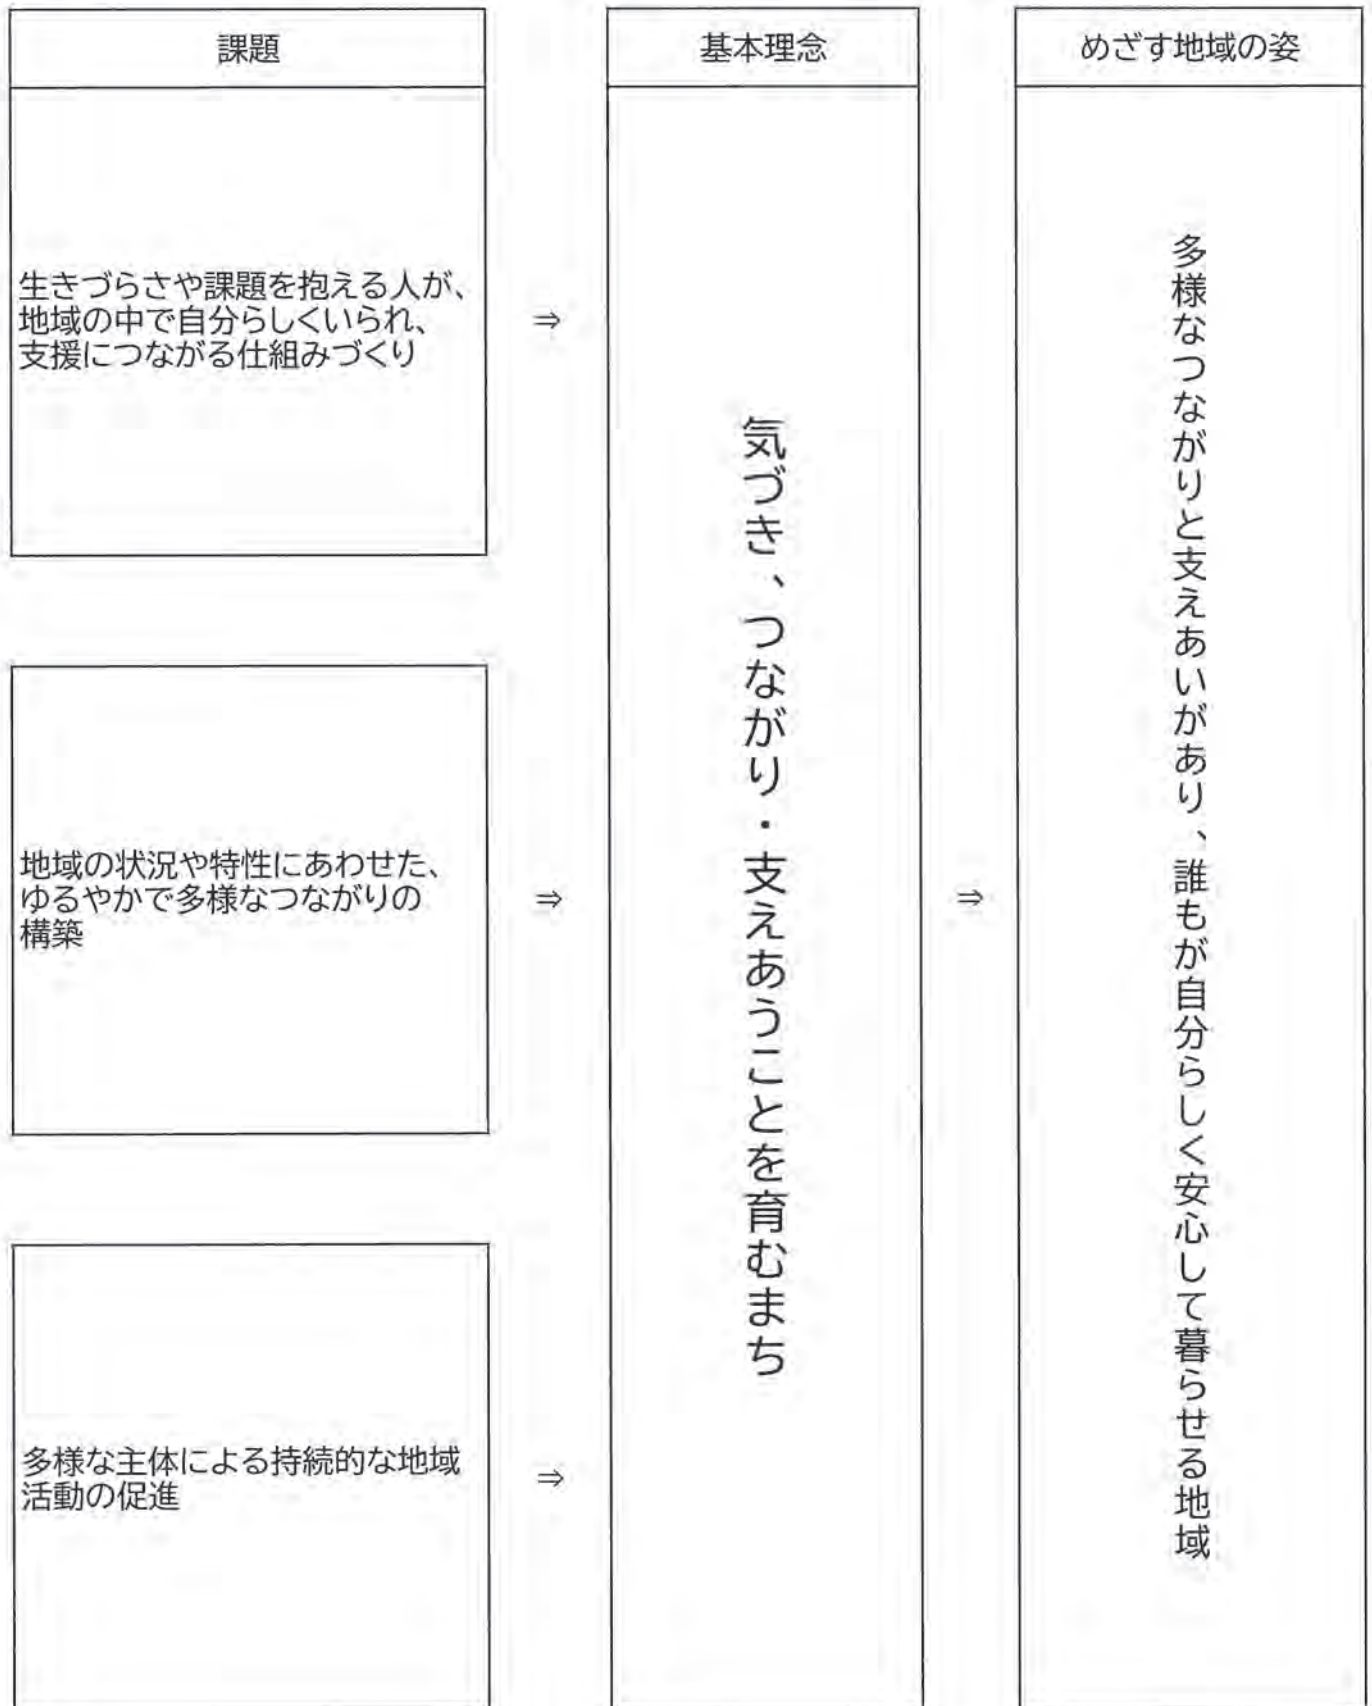 課題
生きづらさや課題を抱える人が、
地域の中で自分らしくいられ、
支援につながる仕組みづくり
⇒
地域の状況や特性にあわせた、
ゆるやかで多様なつながりの
構築
⇒
多様な主体による持続的な地域
活動の促進
⇒
基本理念
気づき、つながり・支えあうことを育むまち
⇒
めざす地域の姿
多様なつながりと支えあいがあり、誰もが自分らしく安心して暮らせる地域